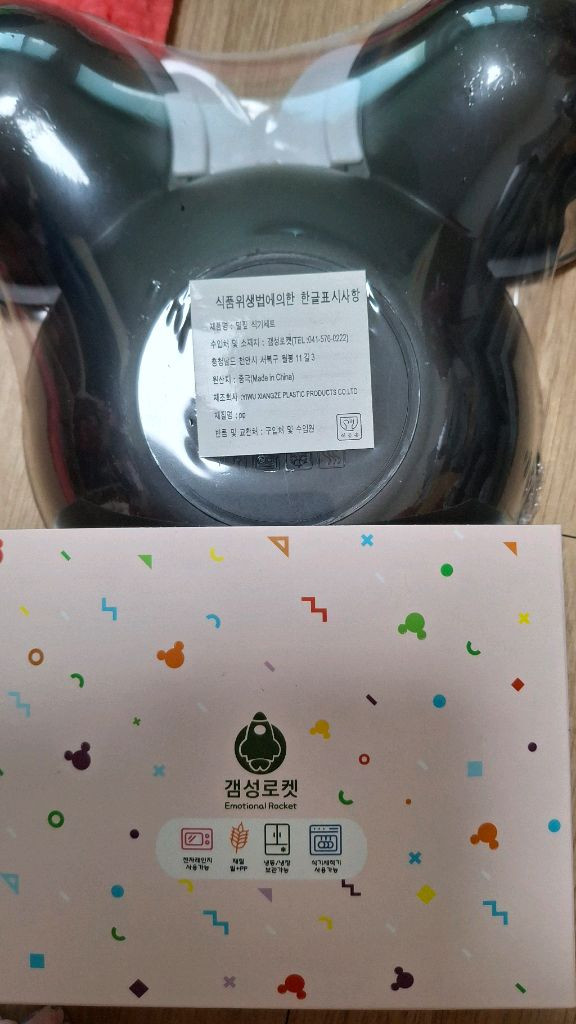 식품위생법에의한 한글표시사항
제품명 : 밀짚 식기세트
수입처 및 소재지 : 갬성로켓(TEL:041-576-0222)
충청남도 천안시 서북구 월봉 11길 3
원산지 : 중국(Made in China)
제조회사 :YIWU XIANGZE PLASTIC PRODUCTS CO.LTD
재질명 : pp
반품 및 교환처 : 구입처 및 수입원
갬성로켓
Emotional Rocket
전자레인지 사용가능
재질 밀+PP
냉동/냉장 보관가능
식기세척기 사용가능